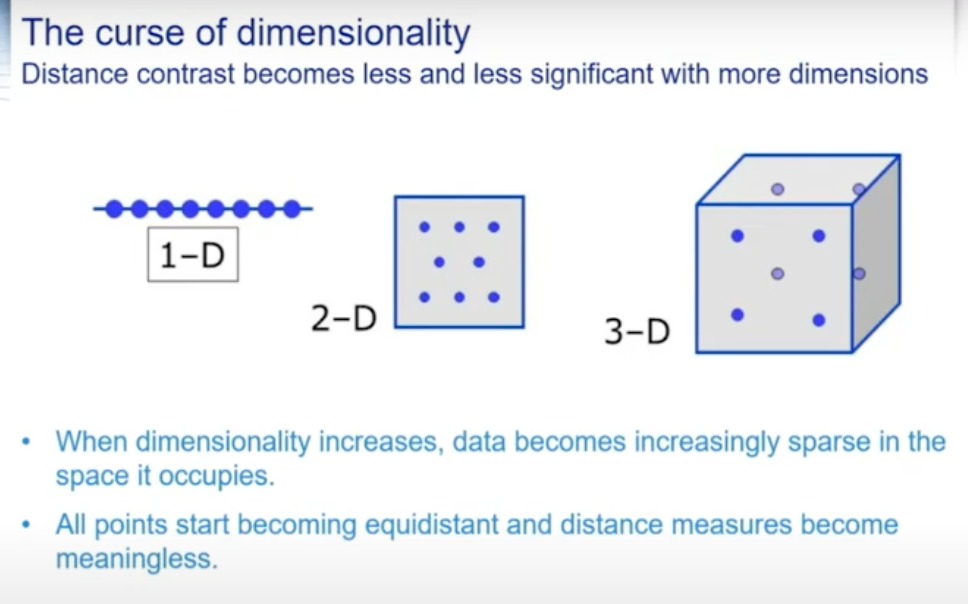 The curse of dimensionality
Distance contrast becomes less and less significant with more dimensions
1-D
2-D
3-D
• When dimensionality increases, data becomes increasingly sparse in the
space it occupies.
• All points start becoming equidistant and distance measures become
meaningless.